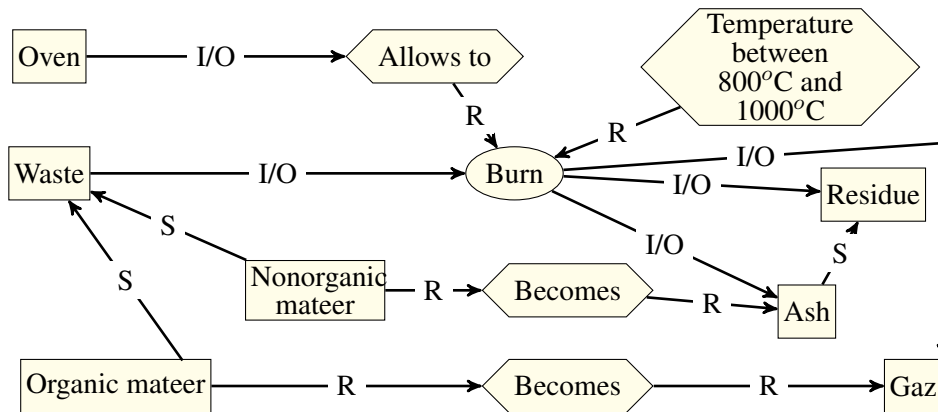 Temperature
between
800°C and
1000°C
Oven
I/O
Allows to
R
R
I/O
Waste
I/O
Burn
I/O
Residue
S
I/O
S
S
Nonorganic
mateer
R
Becomes
R
Ash
Organic mateer
R
Becomes
R
Gaz